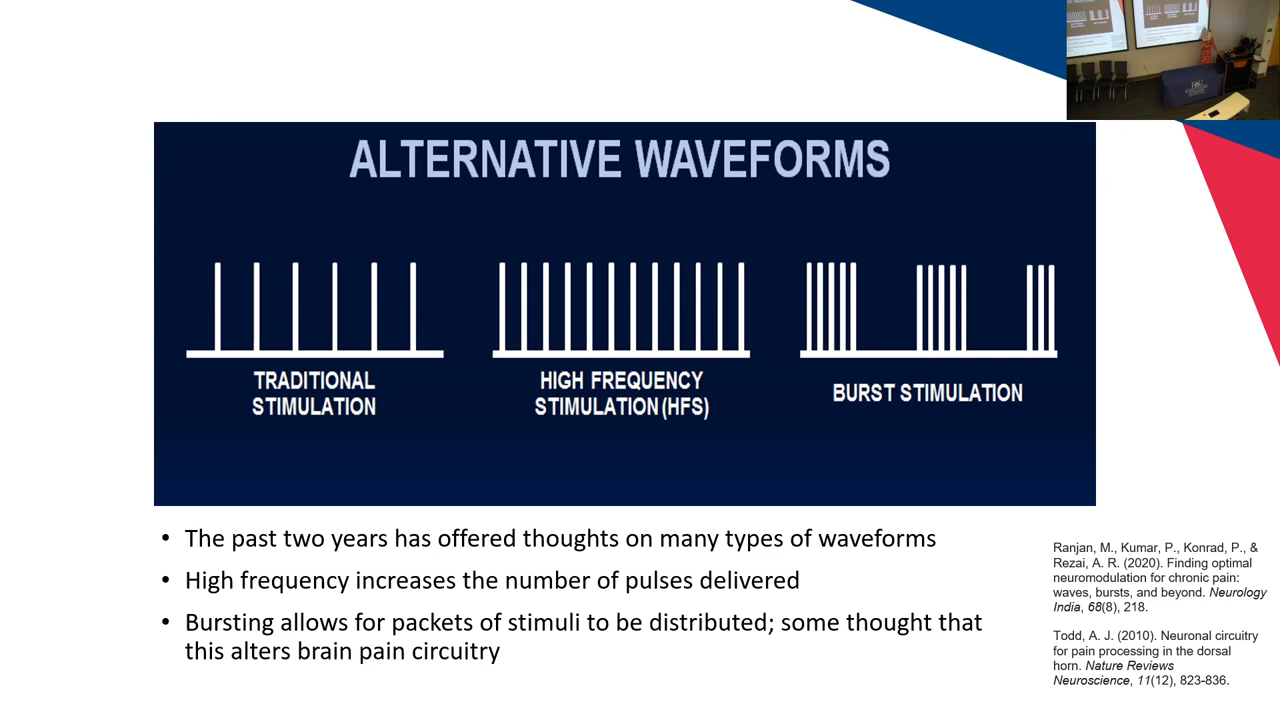 ALTERNATIVE WAVEFORMS
TRADITIONAL
STIMULATION
HIGH FREQUENCY
STIMULATION (HFS)
BURST STIMULATION
• The past two years has offered thoughts on many types of waveforms
• High frequency increases the number of pulses delivered
• Bursting allows for packets of stimuli to be distributed; some thought that
this alters brain pain circuitry
Ranjan, M., Kumar, P., Konrad, P., &
Rezai, A. R. (2020). Finding optimal
neuromodulation for chronic pain:
waves, bursts, and beyond. Neurology
India, 68(8), 218.
Todd, A. J. (2010). Neuronal circuitry
for pain processing in the dorsal
horn. Nature Reviews
Neuroscience, 11(12), 823-836.